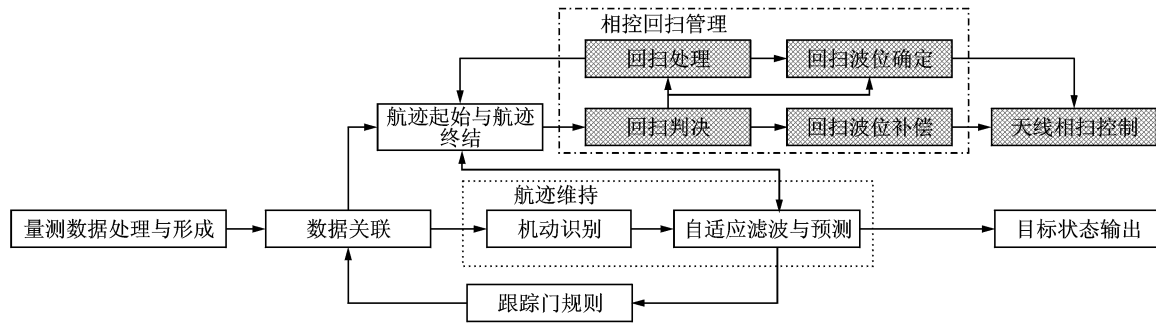 相控回扫管理
回扫处理
回扫波位确定
航迹起始与航迹
终结
回扫判决
回扫波位补偿
天线相扫控制
航迹维持
量测数据处理与形成
数据关联
机动识别
自适应滤波与预测
目标状态输出
跟踪门规则